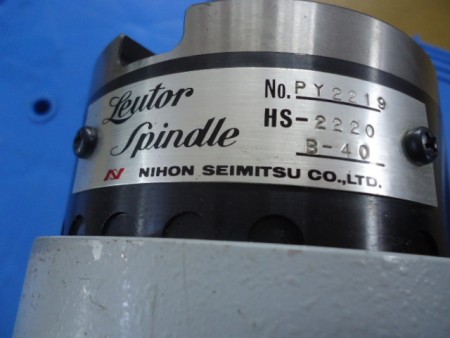 Leutor
Spindle
No. PY2219
HS-2220
B-40
NIHON SEIMITSU CO.,LTD.